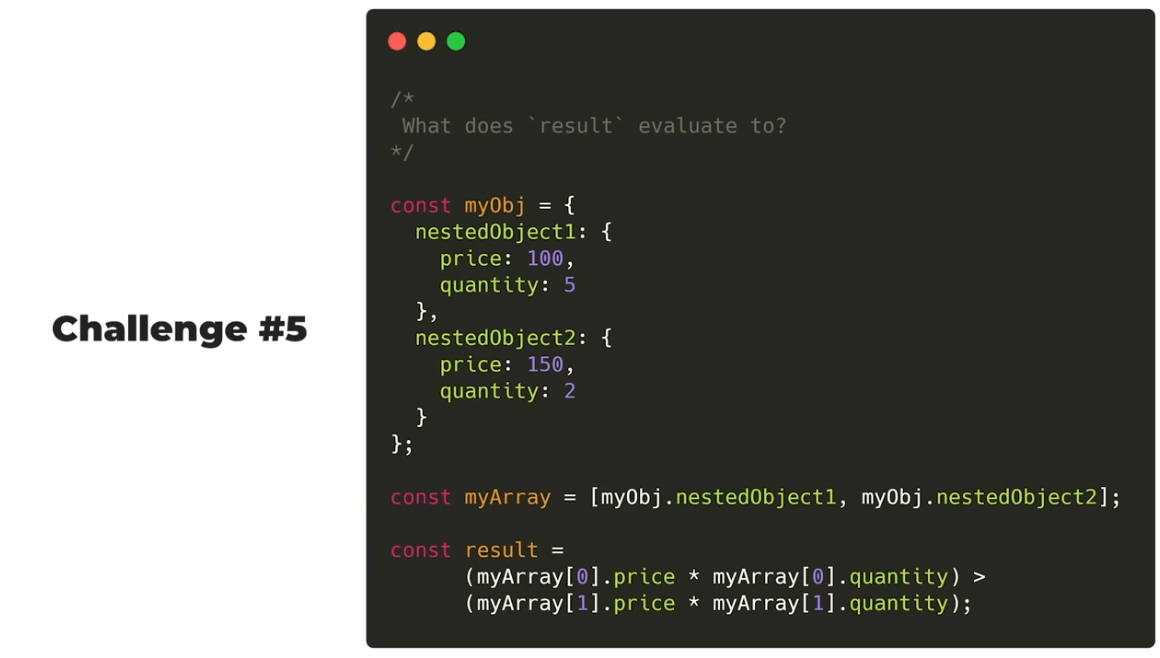 Challenge #5
/*
 What does `result` evaluate to?
*/
const myObj = {
  nestedObject1: {
    price: 100,
    quantity: 5
  },
  nestedObject2: {
    price: 150,
    quantity: 2
  }
};
const myArray = [myObj.nestedObject1, myObj.nestedObject2];
const result =
      (myArray[0].price * myArray[0].quantity) >
      (myArray[1].price * myArray[1].quantity);